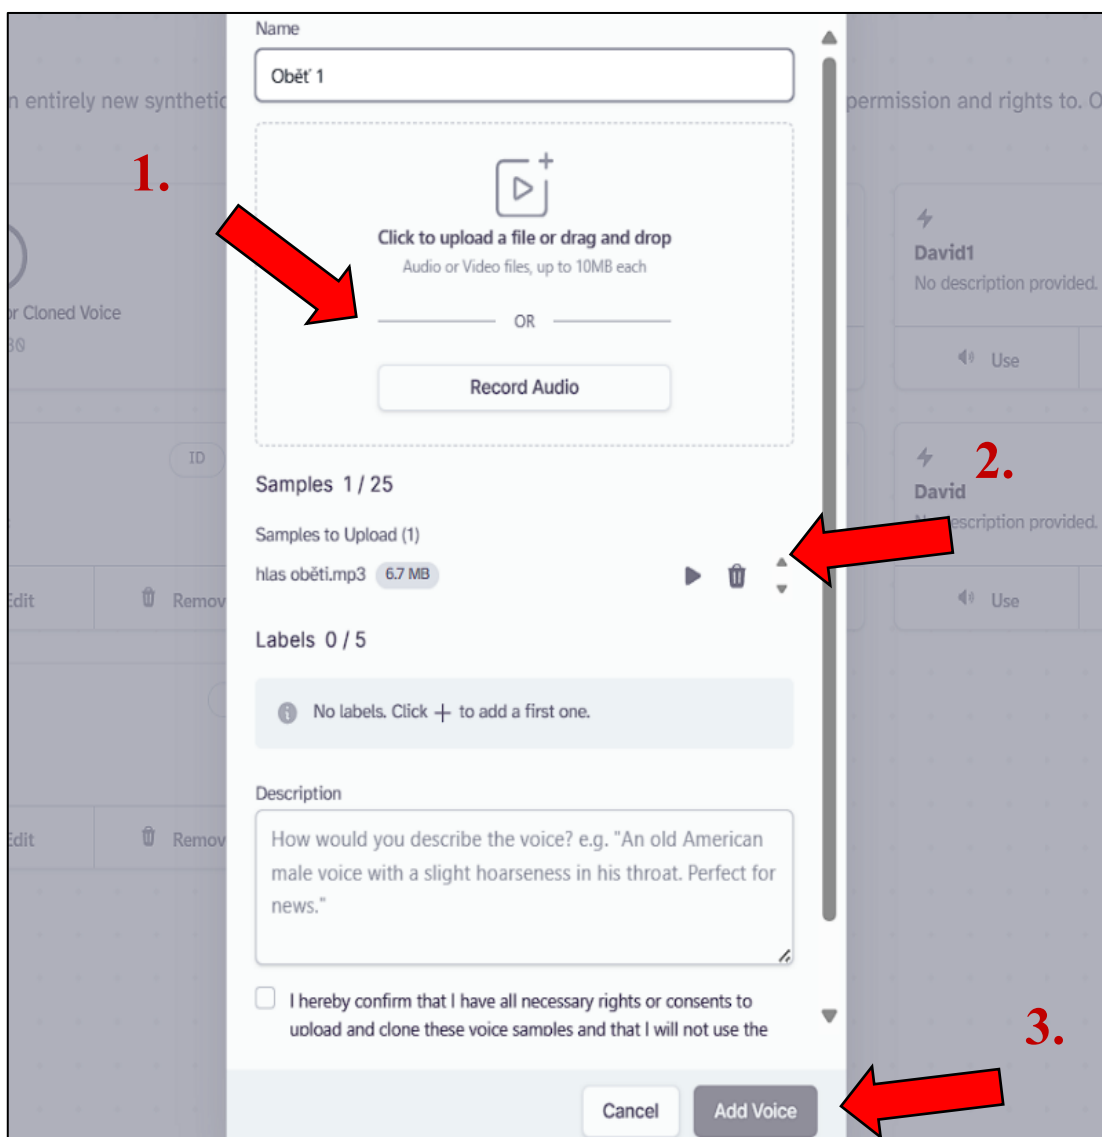 Name
Oběť 1
n entirely new synthetic
permission and rights to. O
1.
Click to upload a file or drag and drop
Audio or Video files, up to 10MB each
OR
Record Audio
or Cloned Voice
30
David1
No description provided.
Use
ID
Samples 1 / 25
2.
David
escription provided.
Samples to Upload (1)
hlas oběti.mp3 6.7 MB
Edit
Remov
Use
Labels 0 / 5
No labels. Click + to add a first one.
Description
How would you describe the voice? e.g. "An old American
male voice with a slight hoarseness in his throat. Perfect for
news."
Edit
Remov
I hereby confirm that I have all necessary rights or consents to
upload and clone these voice samples and that I will not use the
3.
Cancel
Add Voice